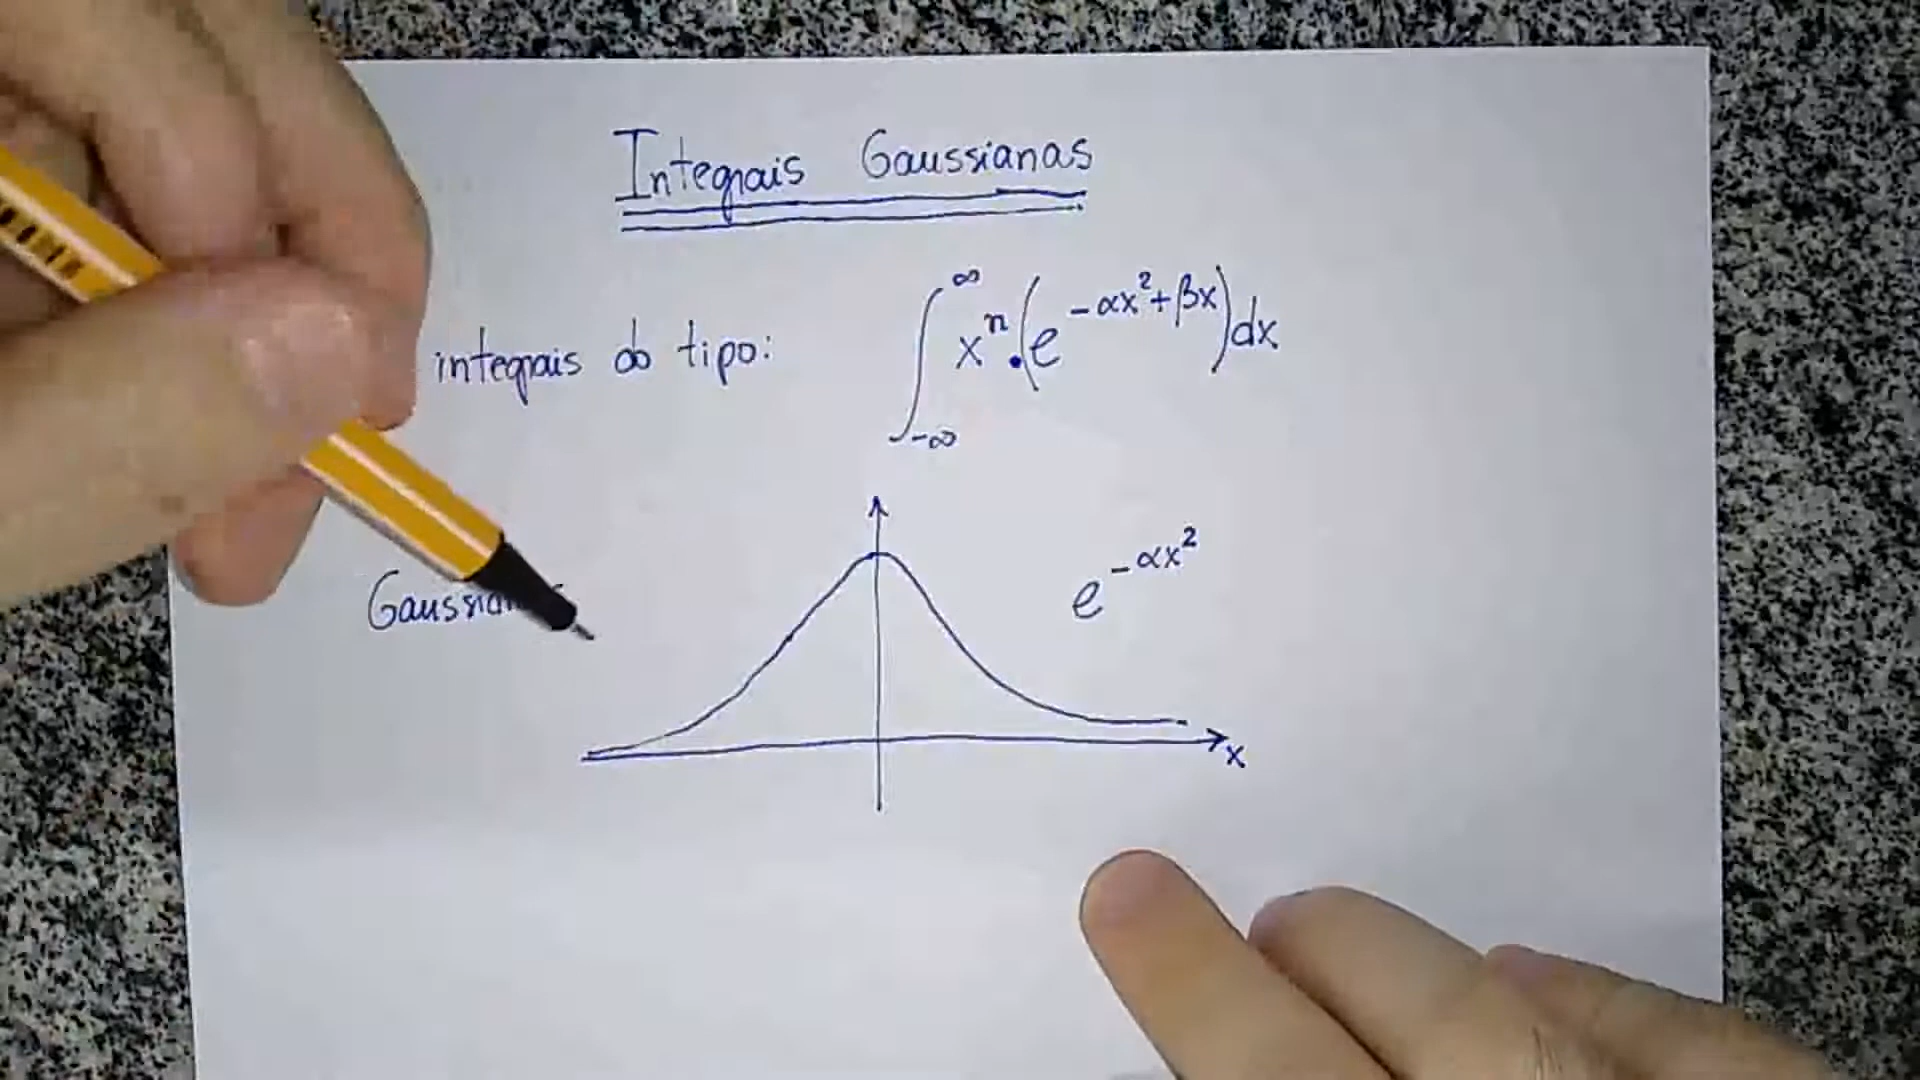 Integrais Gaussianas
integrais do tipo: ∫_{-∞}^{∞} x^n • (e^{-αx²+βx}) dx
e^{-αx²}
x